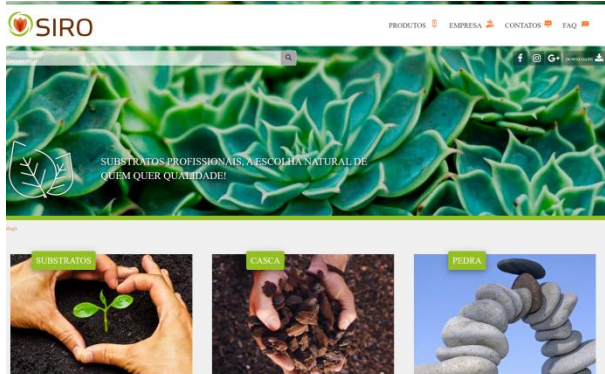 SIRO
PRODUTOS
EMPRESA
CONTATOS
FAQ
f
G+
SUBSTRATOS PROFISSIONAIS, A ESCOLHA NATURAL DE
QUEM QUER QUALIDADE!
SUBSTRATOS
CASCA
PEDRA